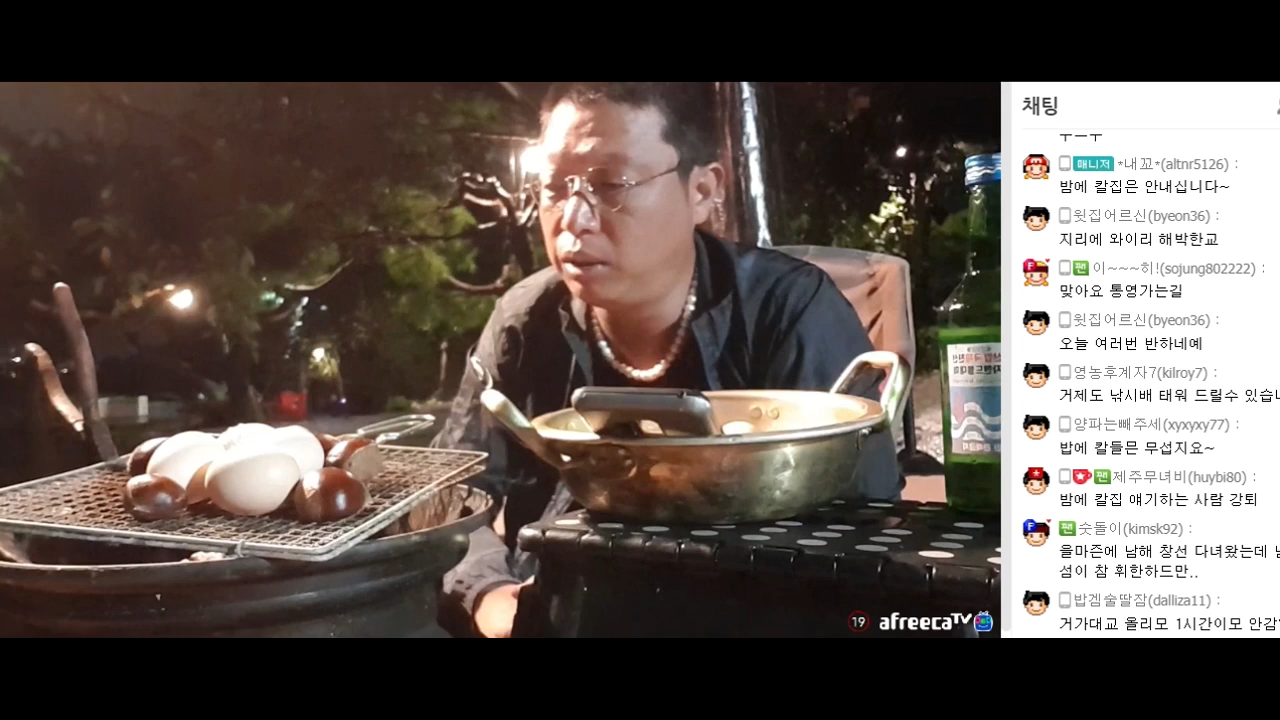 채팅
매니저 *내꼬*(altnr5126) :
밤에 칼집은 안내십니다~
윗집어르신(byeon36) :
지리에 와이리 해박한교
팬 이~~~히!(sojung802222) :
맞아요 통영가는길
윗집어르신(byeon36) :
오늘 여러번 반하네예
영농후계자7(kilroy7) :
거제도 낚시배 태워 드릴수 있습니
양파는빼주세(xyxyxy77) :
밥에 칼들믄 무섭지요~
팬 제주무녀비(huybi80) :
밤에 칼집 얘기하는 사람 강퇴
팬 숫돌이(kimsk92) :
을마즌에 남해 창선 다녀왔는데
섬이 참 휘한하드만..
밥겜술딸잠(dalliza11) :
거가대교 올리모 1시간이모 안감
19 afreecaTV